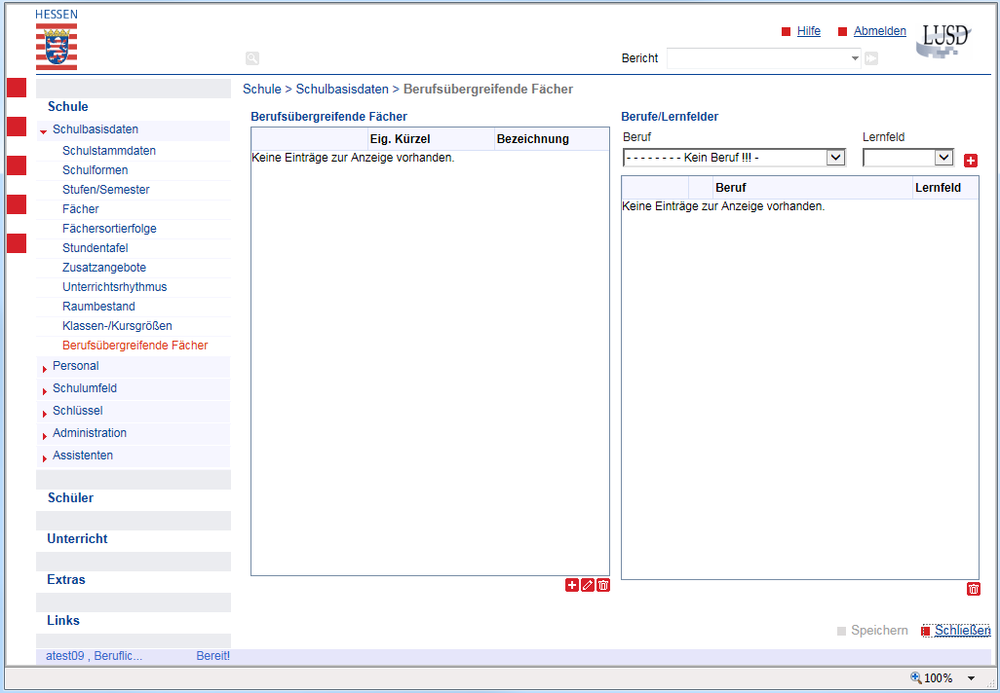 HESSEN
Hilfe Abmelden LUSD
Bericht
Schule > Schulbasisdaten > Berufsübergreifende Fächer
Schule
Schulbasisdaten
Schulstammdaten
Schulformen
Stufen/Semester
Fächer
Fächersortierfolge
Stundentafel
Zusatzangebote
Unterrichtsrhythmus
Raumbestand
Klassen-/Kursgrößen
Berufsübergreifende Fächer
Personal
Schulumfeld
Schlüssel
Administration
Assistenten
Schüler
Unterricht
Extras
Links
atest09 , Beruflic... Bereit!
Berufsübergreifende Fächer
Eig. Kürzel Bezeichnung
Keine Einträge zur Anzeige vorhanden.
Berufe/Lernfelder
Beruf Lernfeld
- - - - - - - - Kein Beruf !!! -
Beruf Lernfeld
Keine Einträge zur Anzeige vorhanden.
Speichern Schließen
100%